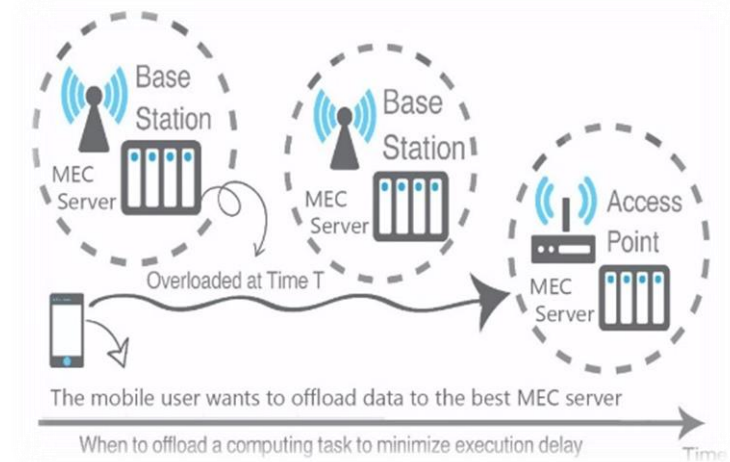 Base
Station
MEC
Server
Base
Station
MEC
Server
Access
Point
MEC
Server
Overloaded at Time T
The mobile user wants to offload data to the best MEC server
When to offload a computing task to minimize execution delay
Time